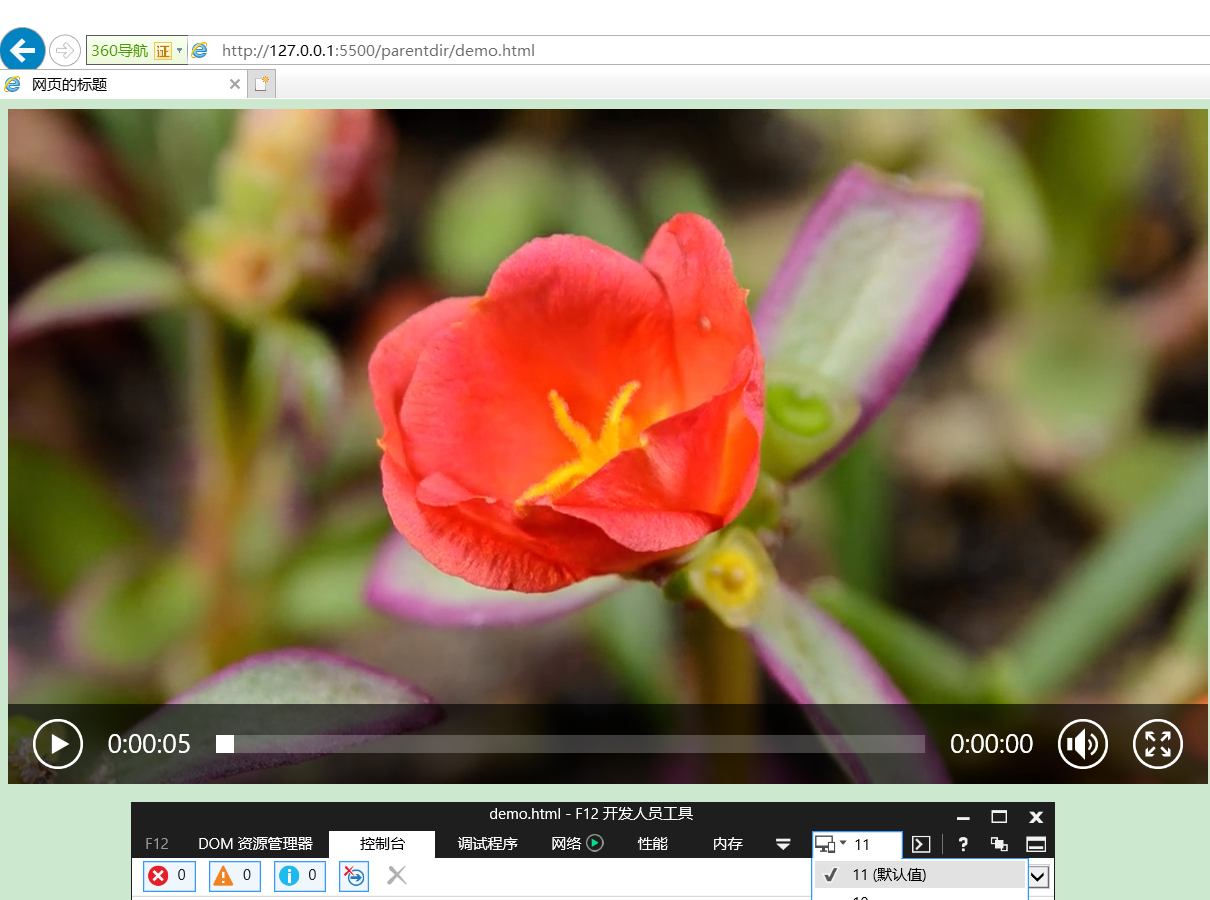 360导航 证 http://127.0.0.1:5500/parentdir/demo.html
网页的标题
0:00:05 0:00:00
demo.html - F12 开发人员工具
F12 DOM 资源管理器 控制台 调试程序 网络 性能 内存 11 ?
0 0 0 11 (默认值)